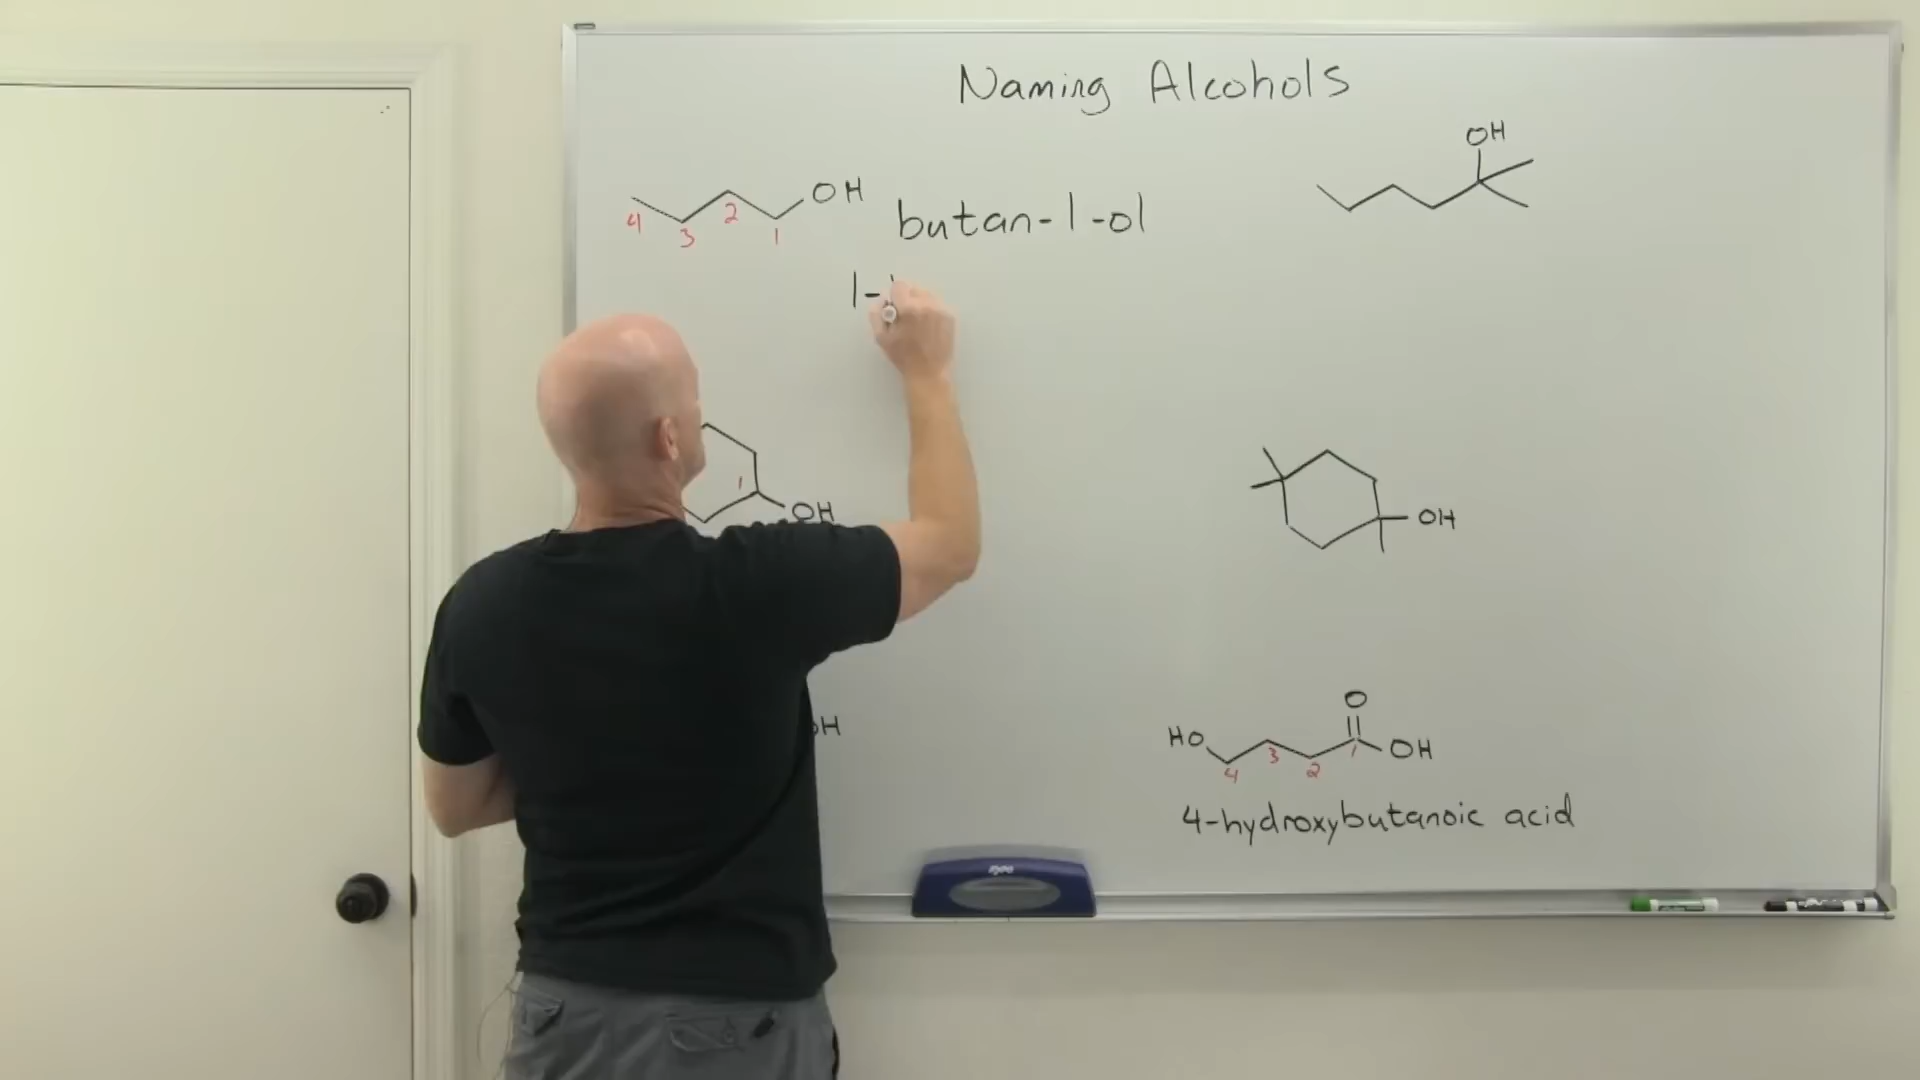 Naming Alcohols
OH
4 3 2 1
butan-1-ol
OH
1-
1
OH
OH
OH
HO
4 3 2 1
O
OH
4-hydroxybutanoic acid
expo